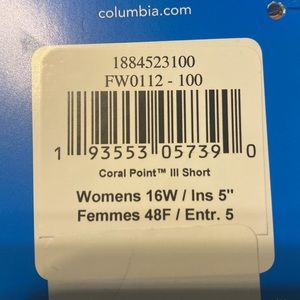 columbia.com
1884523100
FW0112 - 100
1 93553 05739 0
Coral Point™ III Short
Womens 16W / Ins 5"
Femmes 48F / Entr. 5